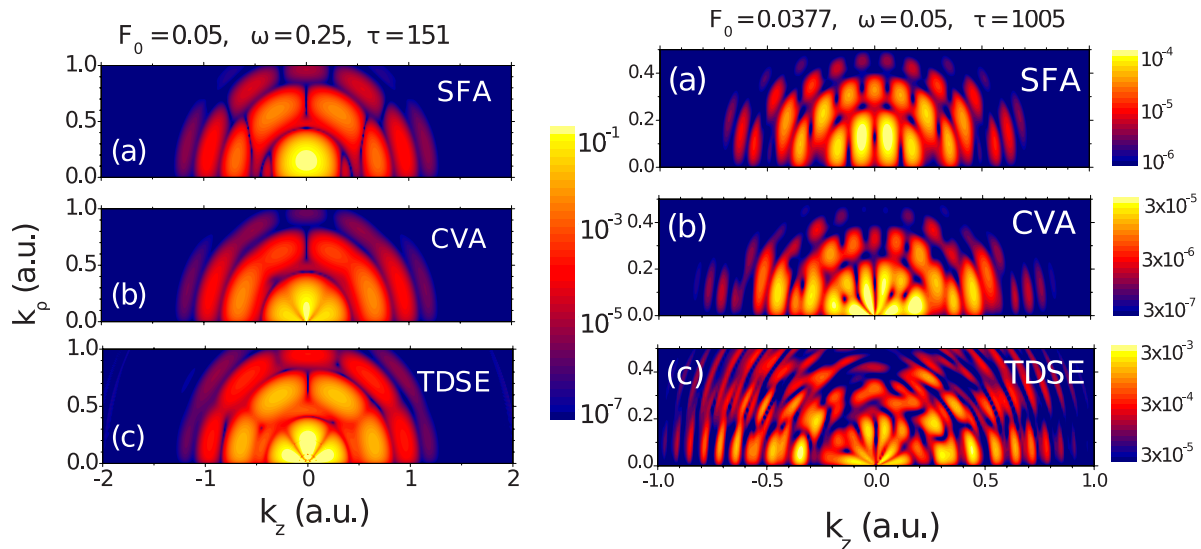 F₀=0.05, ω=0.25, τ=151
1.0
SFA
0.5
(a)
0.0
1.0
CVA
0.5
(b)
0.0
1.0
TDSE
0.5
(c)
0.0
-2 -1 0 1 2
k_z (a.u.)
k_ρ (a.u.)
10⁻¹
10⁻³
10⁻⁵
10⁻⁷
F₀=0.0377, ω=0.05, τ=1005
(a) SFA
0.4
0.2
0.0
10⁻⁴
10⁻⁵
10⁻⁶
(b) CVA
0.4
0.2
0.0
3x10⁻⁵
3x10⁻⁶
3x10⁻⁷
(c) TDSE
0.4
0.2
0.0
3x10⁻³
3x10⁻⁴
3x10⁻⁵
-1.0 -0.5 0.0 0.5 1.0
k_z (a.u.)